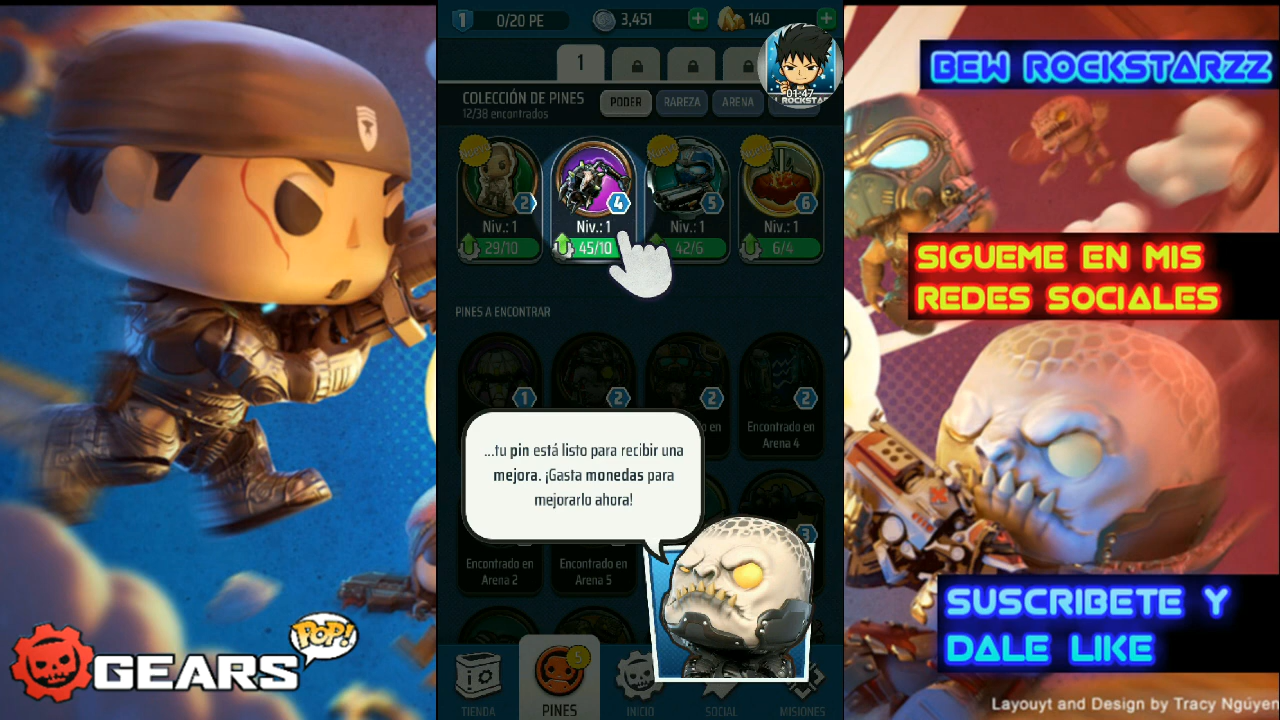 1
0/20 PE
3,451
140
1
01:47
ROCKSTAR
COLECCIÓN DE PINES
12/38 encontrados
PODER
RAREZA
ARENA
2
4
5
6
Niv.: 1
Niv.: 1
Niv.: 1
Niv.: 1
29/10
45/10
42/6
6/4
PINES A ENCONTRAR
1
2
2
2
Encontrado en
Arena 4
...tu pin está listo para recibir una
mejora. ¡Gasta monedas para
mejorarlo ahora!
3
Encontrado en
Arena 2
Encontrado en
Arena 5
5
TIENDA
PINES
INICIO
SOCIAL
MISIONES
GEARS
POP!
BEW ROCKSTARZZ
SIGUEME EN MIS
REDES SOCIALES
SUSCRIBETE Y
DALE LIKE
Layouyt and Design by Tracy Ngúyen